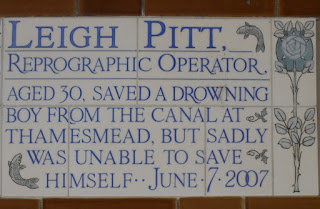 LEIGH PITT,
REPROGRAPHIC OPERATOR,
AGED 30, SAVED A DROWNING
BOY FROM THE CANAL AT
THAMESMEAD, BUT SADLY
WAS UNABLE TO SAVE
HIMSELF·· JUNE·7·2007